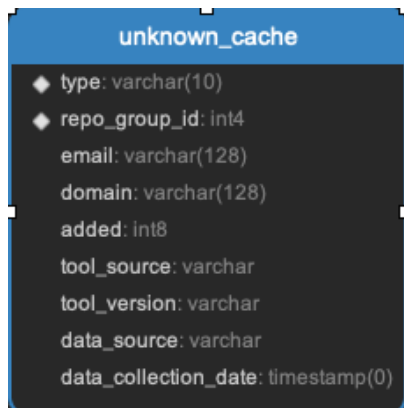 unknown_cache
type: varchar(10)
repo_group_id: int4
email: varchar(128)
domain: varchar(128)
added: int8
tool_source: varchar
tool_version: varchar
data_source: varchar
data_collection_date: timestamp(0)